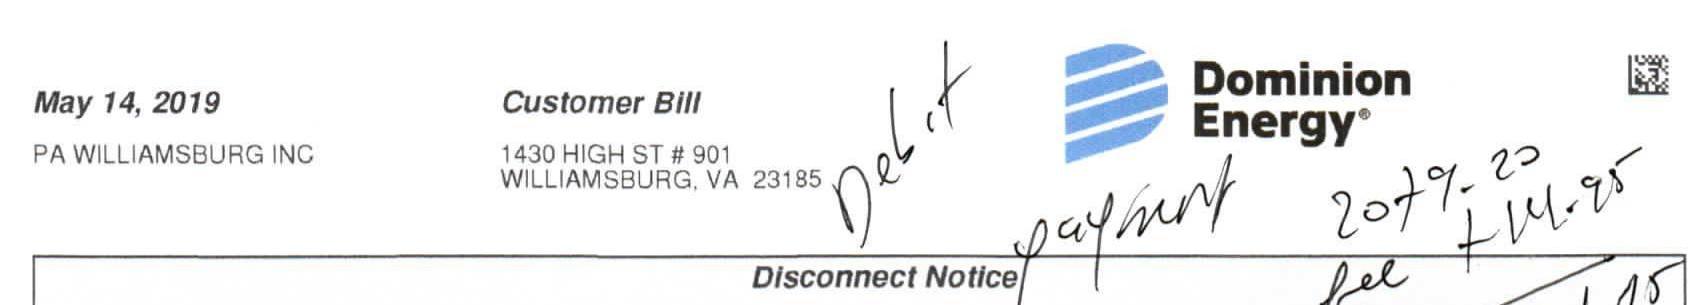 May 14, 2019
Customer Bill
Dominion
Energy®
PA WILLIAMSBURG INC
1430 HIGH ST # 901
WILLIAMSBURG, VA 23185
Debit
payment
2079.20
+14.95
fee
Disconnect Notice